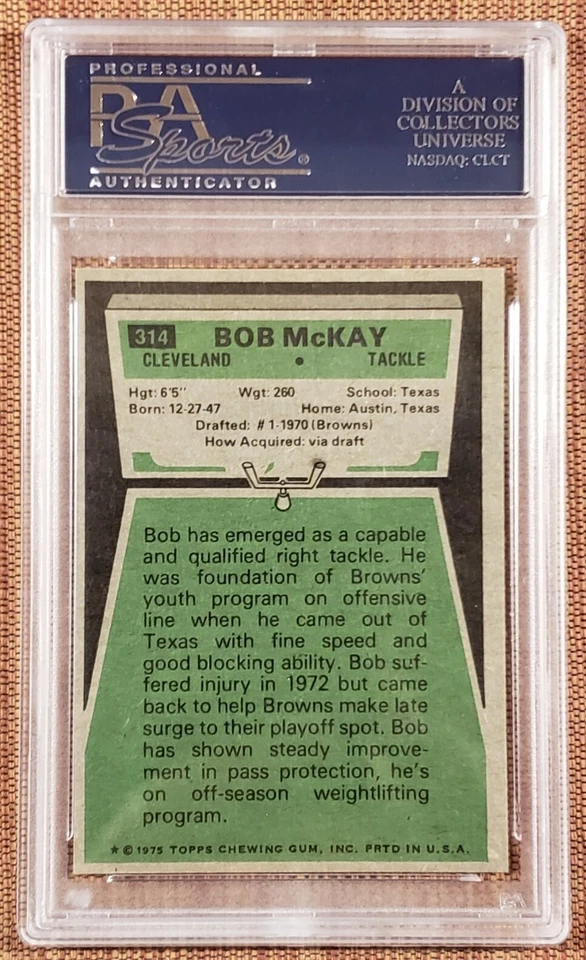 PROFESSIONAL
PSA
Sports®
AUTHENTICATOR
A
DIVISION OF
COLLECTORS
UNIVERSE
NASDAQ: CLCT
314 BOB McKAY
CLEVELAND • TACKLE
Hgt: 6'5" Wgt: 260 School: Texas
Born: 12-27-47 Home: Austin, Texas
Drafted: #1-1970 (Browns)
How Acquired: via draft
Bob has emerged as a capable
and qualified right tackle. He
was foundation of Browns'
youth program on offensive
line when he came out of
Texas with fine speed and
good blocking ability. Bob suf-
fered injury in 1972 but came
back to help Browns make late
surge to their playoff spot. Bob
has shown steady improve-
ment in pass protection, he's
on off-season weightlifting
program.
★ © 1975 TOPPS CHEWING GUM, INC. PRTD IN U.S.A.